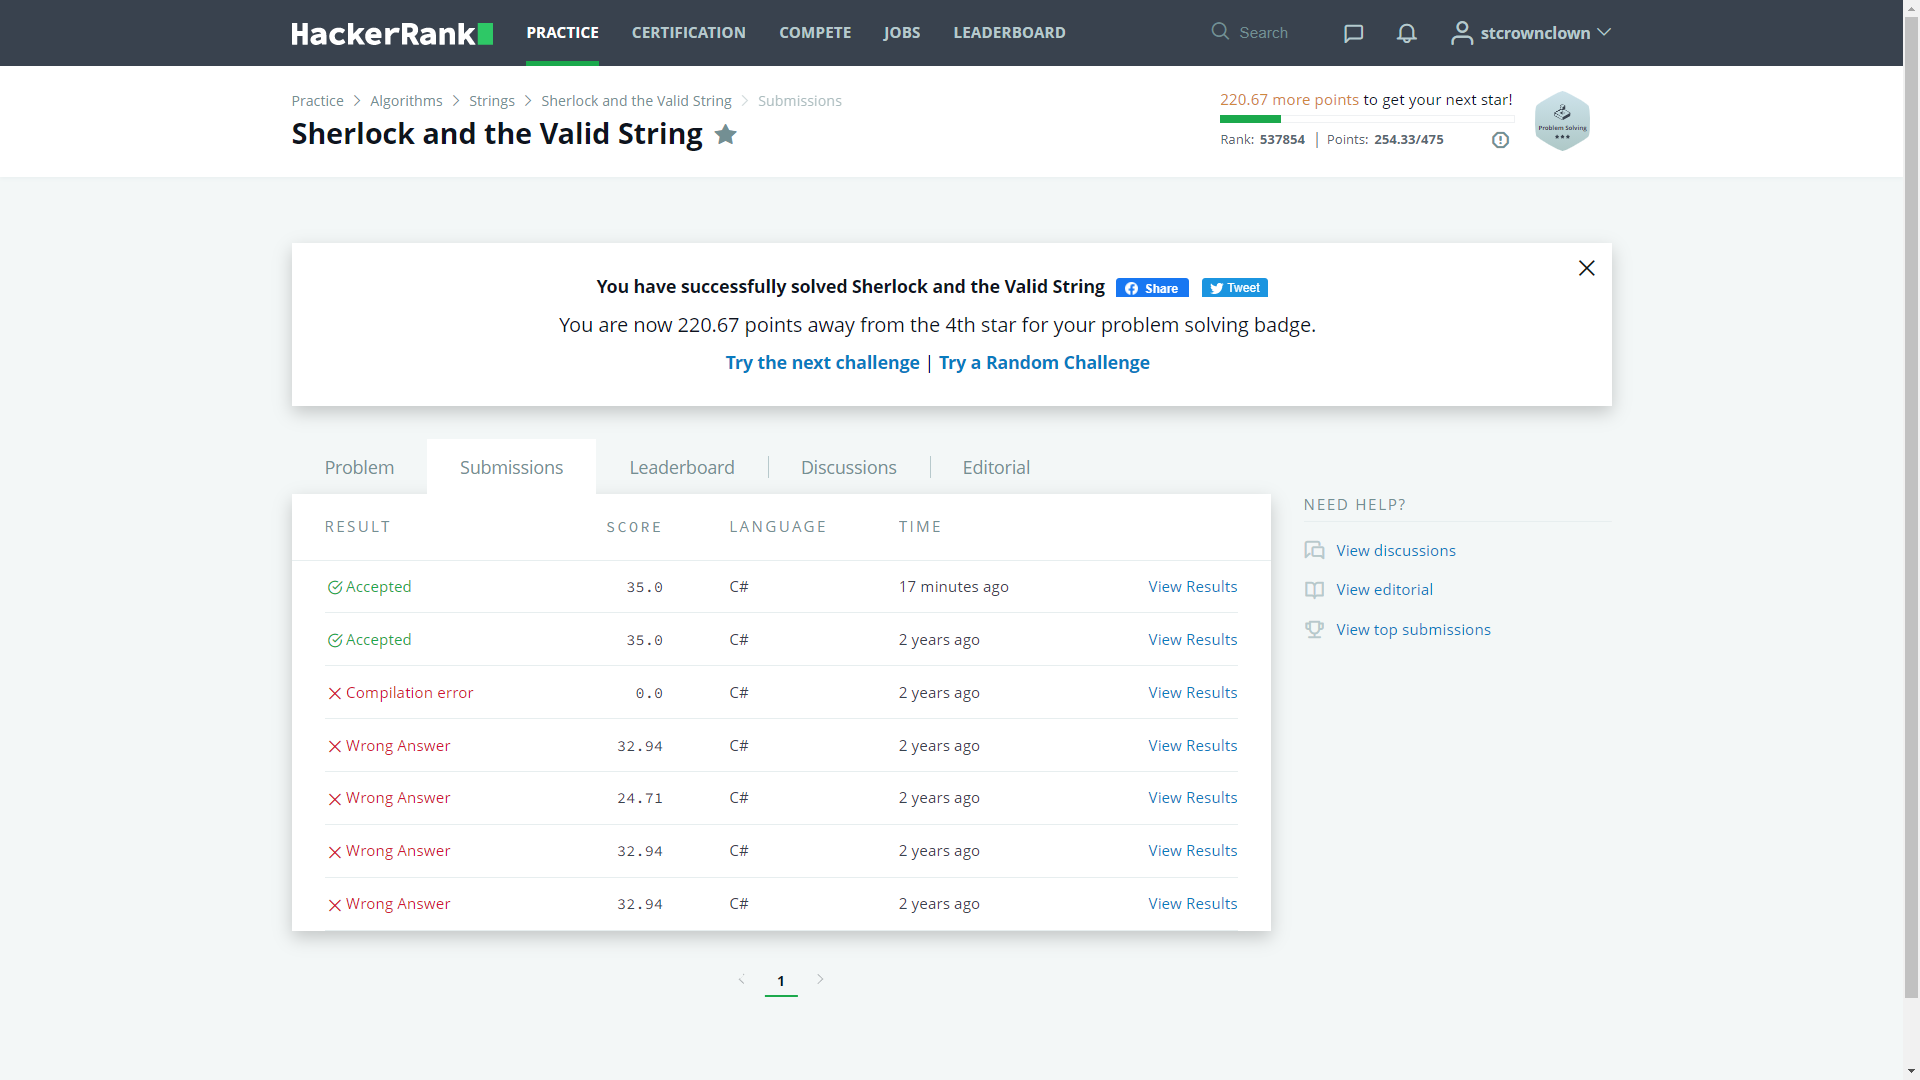 HackerRank PRACTICE CERTIFICATION COMPETE JOBS LEADERBOARD Search stcrownclown
Practice > Algorithms > Strings > Sherlock and the Valid String > Submissions
Sherlock and the Valid String
220.67 more points to get your next star!
Rank: 537854 | Points: 254.33/475
Problem Solving
You have successfully solved Sherlock and the Valid String Share Tweet
You are now 220.67 points away from the 4th star for your problem solving badge.
Try the next challenge | Try a Random Challenge
Problem Submissions Leaderboard Discussions Editorial
RESULT SCORE LANGUAGE TIME
Accepted 35.0 C# 17 minutes ago View Results
Accepted 35.0 C# 2 years ago View Results
Compilation error 0.0 C# 2 years ago View Results
Wrong Answer 32.94 C# 2 years ago View Results
Wrong Answer 24.71 C# 2 years ago View Results
Wrong Answer 32.94 C# 2 years ago View Results
Wrong Answer 32.94 C# 2 years ago View Results
1
NEED HELP?
View discussions
View editorial
View top submissions